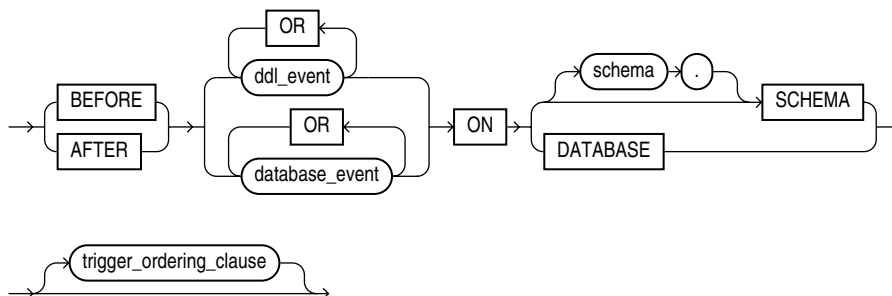 OR
ddl_event
BEFORE
AFTER
OR
database_event
ON
schema .
SCHEMA
DATABASE
trigger_ordering_clause